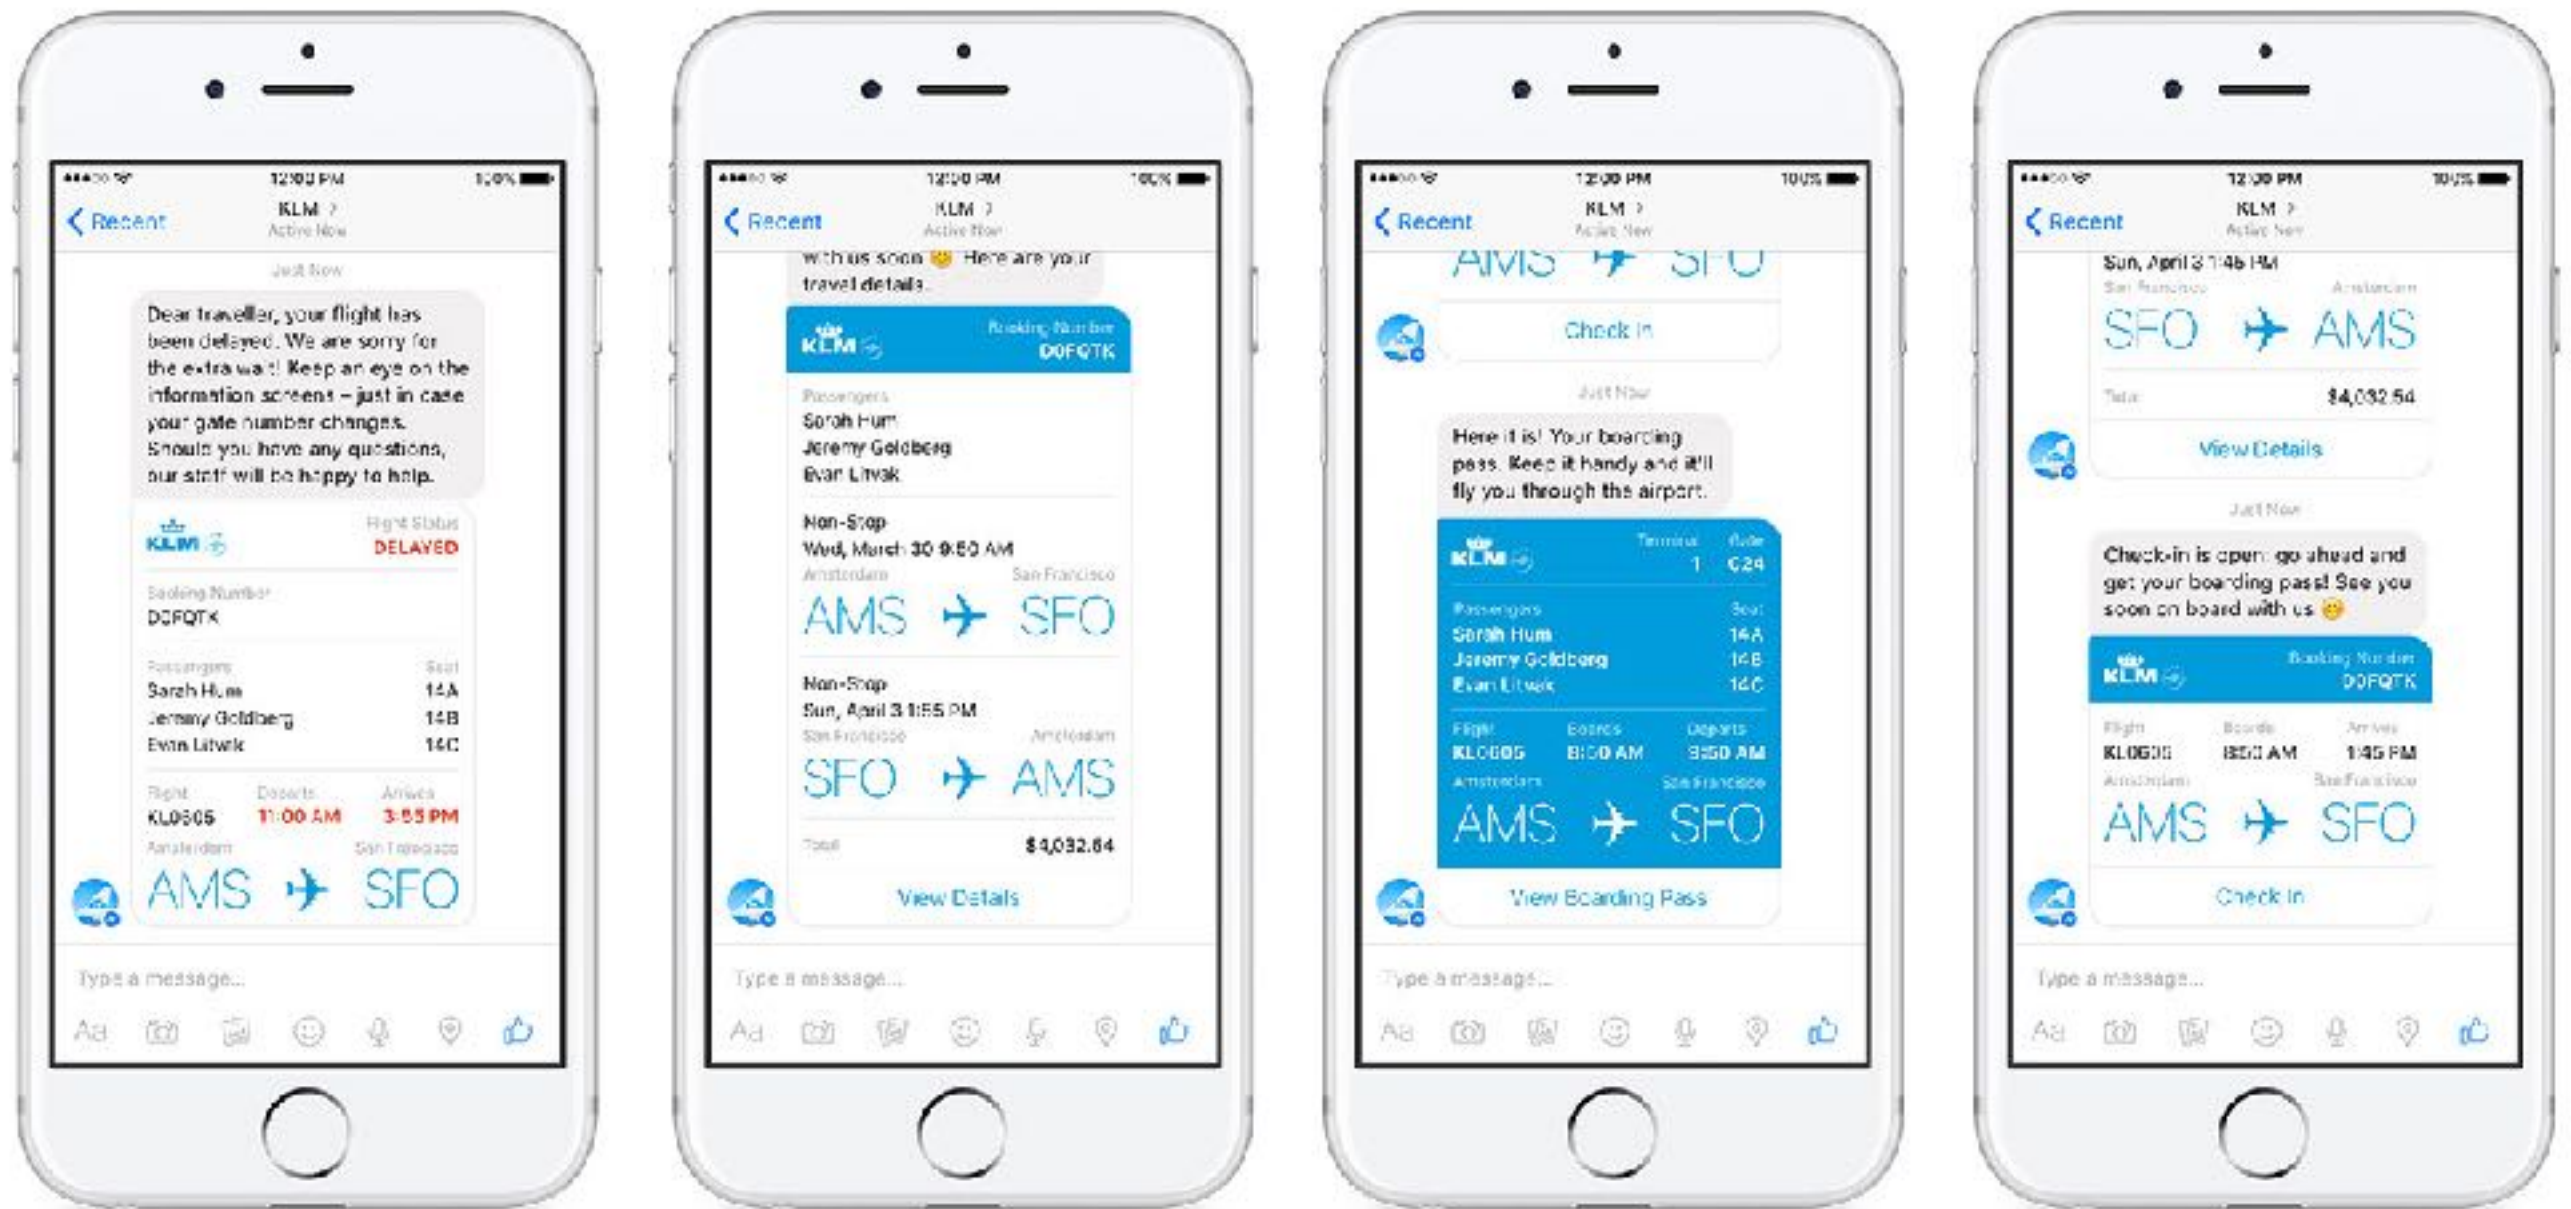 12:00 PM
100%
Recent
KLM
Active Now
Just Now
Dear traveller, your flight has
been delayed. We are sorry for
the extra wait! Keep an eye on the
information screens – just in case
your gate number changes.
Should you have any questions,
our staff will be happy to help.
KLM
Flight Status
DELAYED
Booking Number
Passengers
Seat
Sarah Hum
14A
Jeremy Goldberg
14B
Evan Litvak
14C
Flight
Departs
Arrives
KL0605
11:00 AM
3:55 PM
Amsterdam
San Francisco
AMS
SFO
Type a message...
Aa
12:00 PM
100%
Recent
KLM
Active Now
with us soon 😊 Here are your
travel details.
KLM
Booking Number
Passengers
Sarah Hum
Jeremy Goldberg
Evan Litvak
Non-Stop
Wed, March 30 9:50 AM
Amsterdam
San Francisco
AMS
SFO
Non-Stop
Sun, April 3 1:55 PM
San Francisco
Amsterdam
SFO
AMS
Total
View Details
Type a message...
Aa
12:00 PM
100%
Recent
KLM
Active Now
AMS
SFO
Check In
Just Now
Here it is! Your boarding
pass. Keep it handy and it'll
fly you through the airport.
KLM
Terminal
Gate
1
C24
Passengers
Seat
Sarah Hum
14A
Jeremy Goldberg
14B
Evan Litvak
14C
Flight
Boards
Departs
KL0605
8:50 AM
9:50 AM
Amsterdam
San Francisco
AMS
SFO
View Boarding Pass
Type a message...
Aa
12:00 PM
100%
Recent
KLM
Active Now
Sun, April 3 1:45 PM
San Francisco
Amsterdam
SFO
AMS
Total
View Details
Just Now
Check-in is open: go ahead and
get your boarding pass! See you
soon on board with us 😊
KLM
Booking Number
Flight
Boards
Arrives
KL0605
8:50 AM
1:45 PM
Amsterdam
San Francisco
AMS
SFO
Check In
Type a message...
Aa